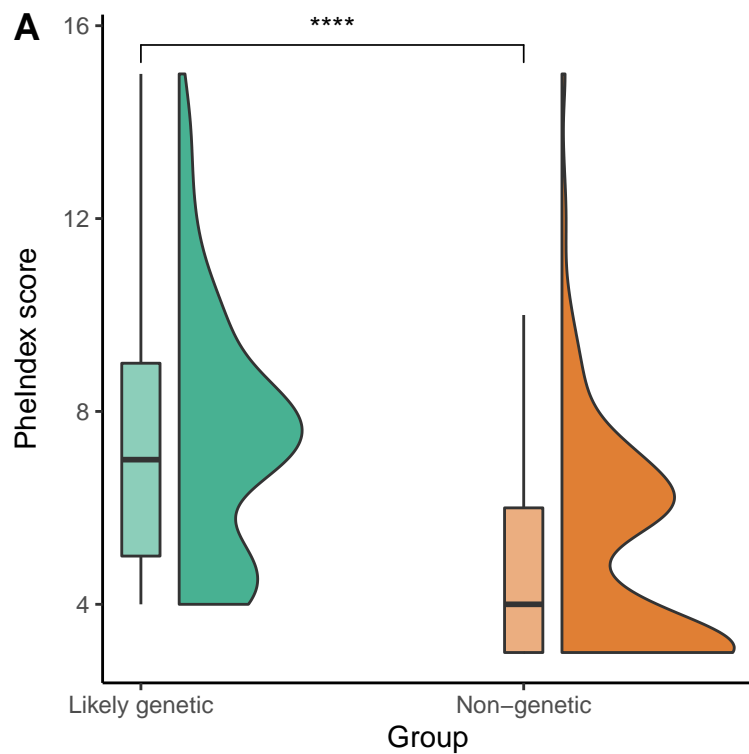 A
16
****
12
8
4
PheIndex score
Likely genetic
Non−genetic
Group